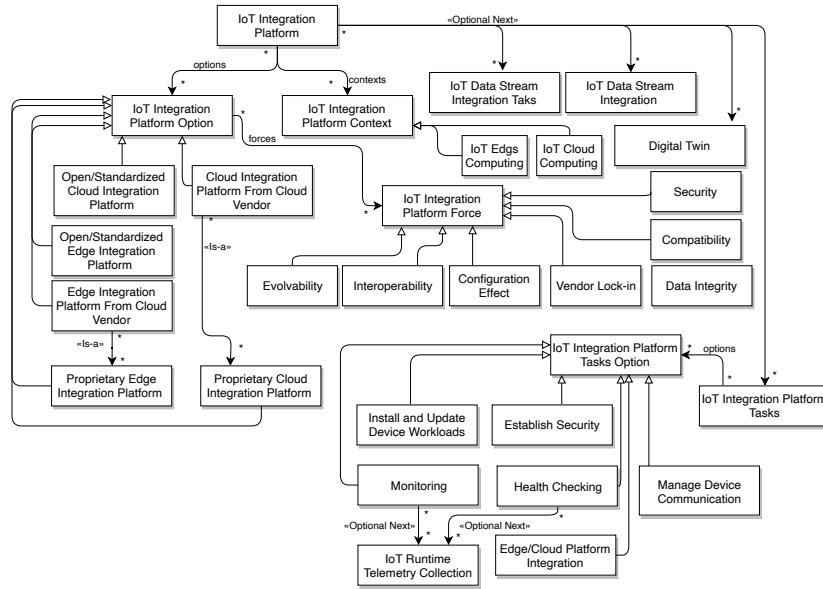 IoT Integration
Platform
«Optional Next»
*
*
*
options
contexts
*
*
*
*
*
*
IoT Data Stream
Integration Taks
IoT Data Stream
Integration
IoT Integration
Platform Option
*
IoT Integration
Platform Context
forces
IoT Edgs
Computing
IoT Cloud
Computing
Digital Twin
Open/Standardized
Cloud Integration
Platform
Cloud Integration
Platform From Cloud
Vendor
*
IoT Integration
Platform Force
*
Security
Open/Standardized
Edge Integration
Platform
«Is-a»
Compatibility
Evolvability
Interoperability
Configuration
Effect
Vendor Lock-in
Data Integrity
Edge Integration
Platform From Cloud
Vendor
*
«Is-a»
*
*
Proprietary Edge
Integration Platform
Proprietary Cloud
Integration Platform
IoT Integration Platform
Tasks Option
*
options
*
*
IoT Integration Platform
Tasks
Install and Update
Device Workloads
Establish Security
Monitoring
Health Checking
Manage Device
Communication
*
*
«Optional Next»
*
*
«Optional Next»
IoT Runtime
Telemetry Collection
Edge/Cloud Platform
Integration